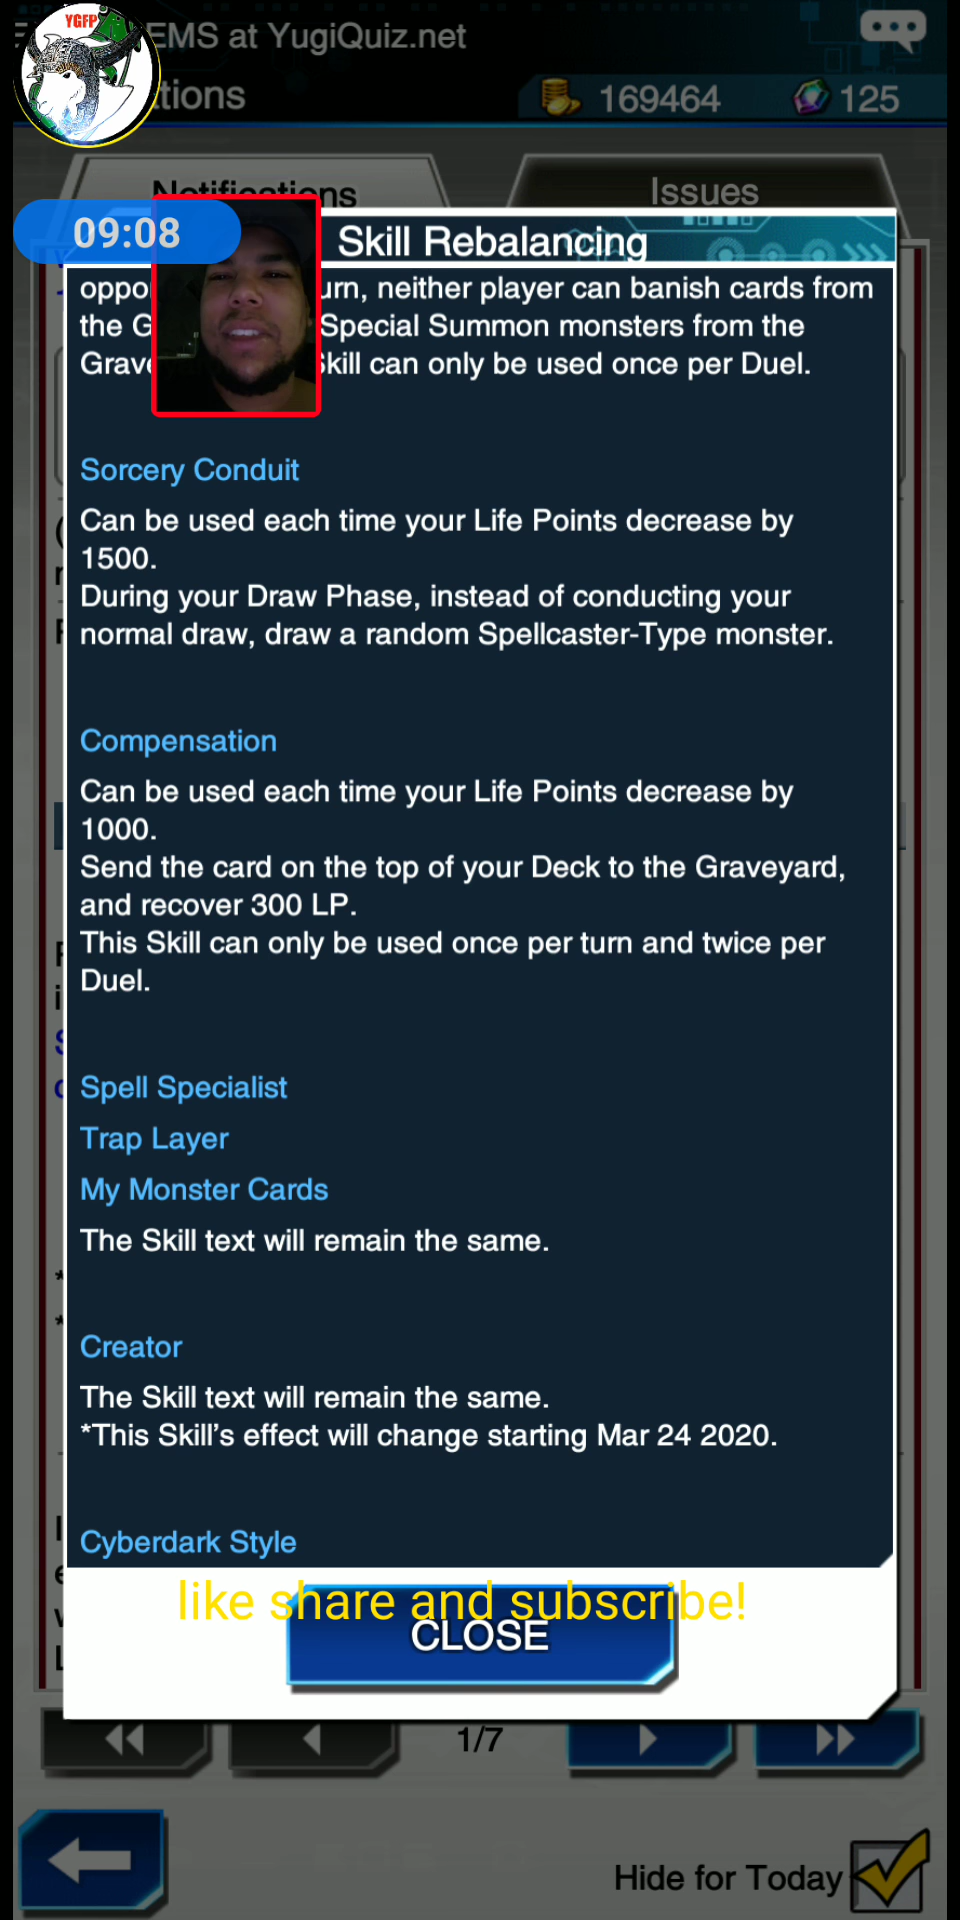 YGFP
EMS at YugiQuiz.net
tions
169464
125
Notifications
Issues
09:08
Skill Rebalancing
oppo urn, neither player can banish cards from
the G Special Summon monsters from the
Grave Skill can only be used once per Duel.
Sorcery Conduit
Can be used each time your Life Points decrease by
1500.
During your Draw Phase, instead of conducting your
normal draw, draw a random Spellcaster-Type monster.
Compensation
Can be used each time your Life Points decrease by
1000.
Send the card on the top of your Deck to the Graveyard,
and recover 300 LP.
This Skill can only be used once per turn and twice per
Duel.
Spell Specialist
Trap Layer
My Monster Cards
The Skill text will remain the same.
Creator
The Skill text will remain the same.
*This Skill's effect will change starting Mar 24 2020.
Cyberdark Style
like share and subscribe!
CLOSE
1/7
Hide for Today